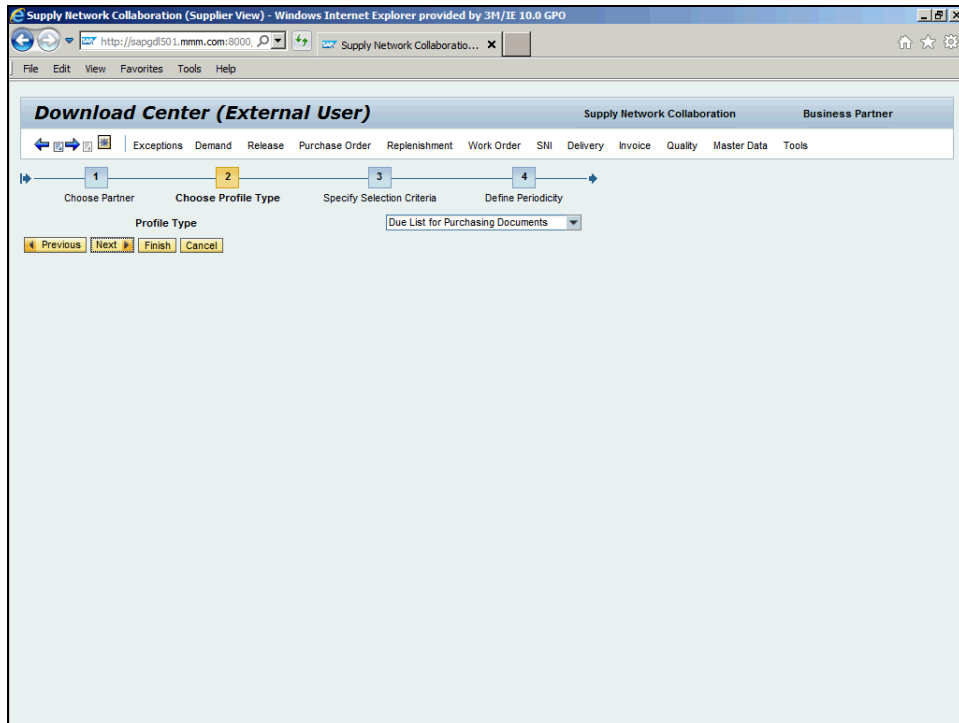 Supply Network Collaboration (Supplier View) - Windows Internet Explorer provided by 3M/IE 10.0 GPO
http://sapgdl501.mmm.com:8000, Supply Network Collaboratio...
File Edit View Favorites Tools Help
Download Center (External User) Supply Network Collaboration Business Partner
Exceptions Demand Release Purchase Order Replenishment Work Order SNI Delivery Invoice Quality Master Data Tools
1 2 3 4
Choose Partner Choose Profile Type Specify Selection Criteria Define Periodicity
Profile Type Due List for Purchasing Documents
Previous Next Finish Cancel